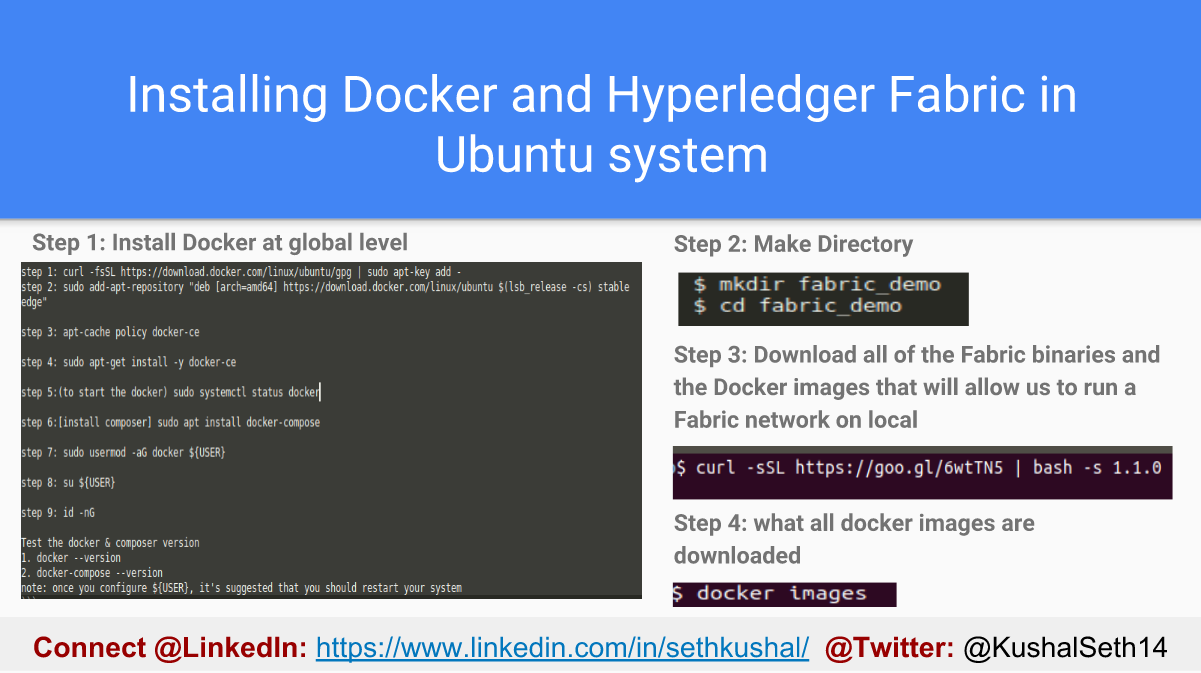 Installing Docker and Hyperledger Fabric in
Ubuntu system
Step 1: Install Docker at global level
step 1: curl -fsSL https://download.docker.com/linux/ubuntu/gpg | sudo apt-key add -
step 2: sudo add-apt-repository "deb [arch=amd64] https://download.docker.com/linux/ubuntu $(lsb_release -cs) stable
edge"
step 3: apt-cache policy docker-ce
step 4: sudo apt-get install -y docker-ce
step 5:(to start the docker) sudo systemctl status docker
step 6:[install composer] sudo apt install docker-compose
step 7: sudo usermod -aG docker ${USER}
step 8: su ${USER}
step 9: id -nG
Test the docker & composer version
1. docker --version
2. docker-compose --version
note: once you configure ${USER}, it's suggested that you should restart your system
Step 2: Make Directory
$ mkdir fabric_demo
$ cd fabric_demo
Step 3: Download all of the Fabric binaries and
the Docker images that will allow us to run a
Fabric network on local
$ curl -sSL https://goo.gl/6wtTN5 | bash -s 1.1.0
Step 4: what all docker images are
downloaded
$ docker images
Connect @LinkedIn: https://www.linkedin.com/in/sethkushal/ @Twitter: @KushalSeth14